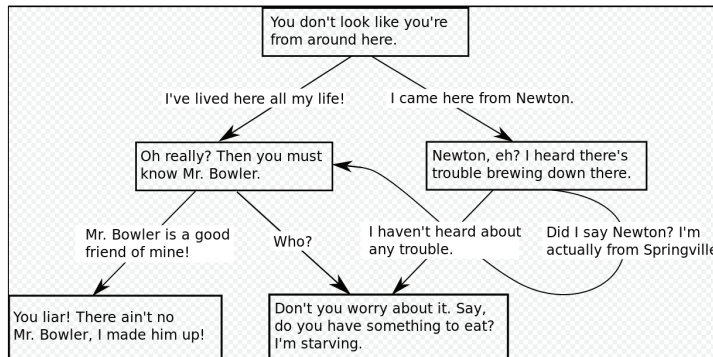 You don't look like you're
from around here.
I've lived here all my life!
I came here from Newton.
Oh really? Then you must
know Mr. Bowler.
Newton, eh? I heard there's
trouble brewing down there.
Mr. Bowler is a good
friend of mine!
Who?
I haven't heard about
any trouble.
Did I say Newton? I'm
actually from Springville
You liar! There ain't no
Mr. Bowler, I made him up!
Don't you worry about it. Say,
do you have something to eat?
I'm starving.